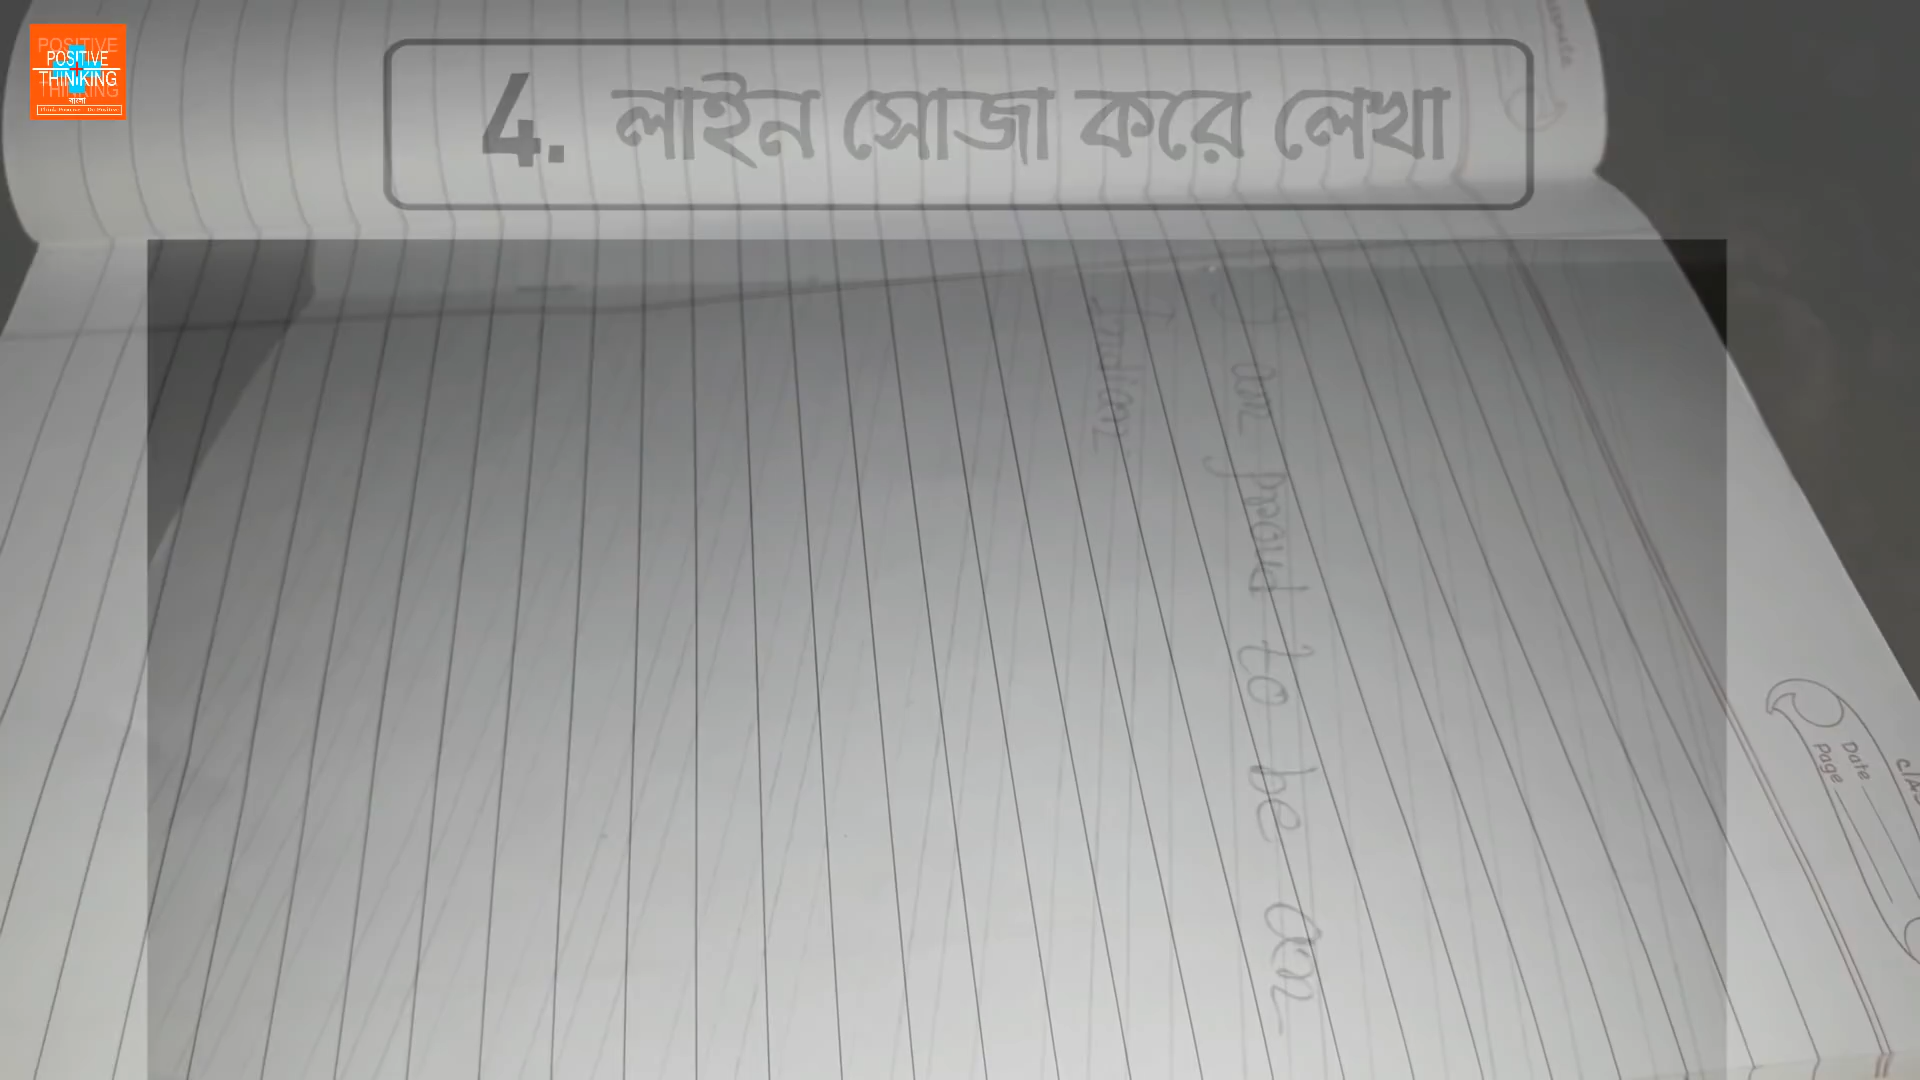 POSITIVE
THINKING
বাংলা
4. লাইন সোজা করে লেখা
I am proud to be an
Indian
Date
Page